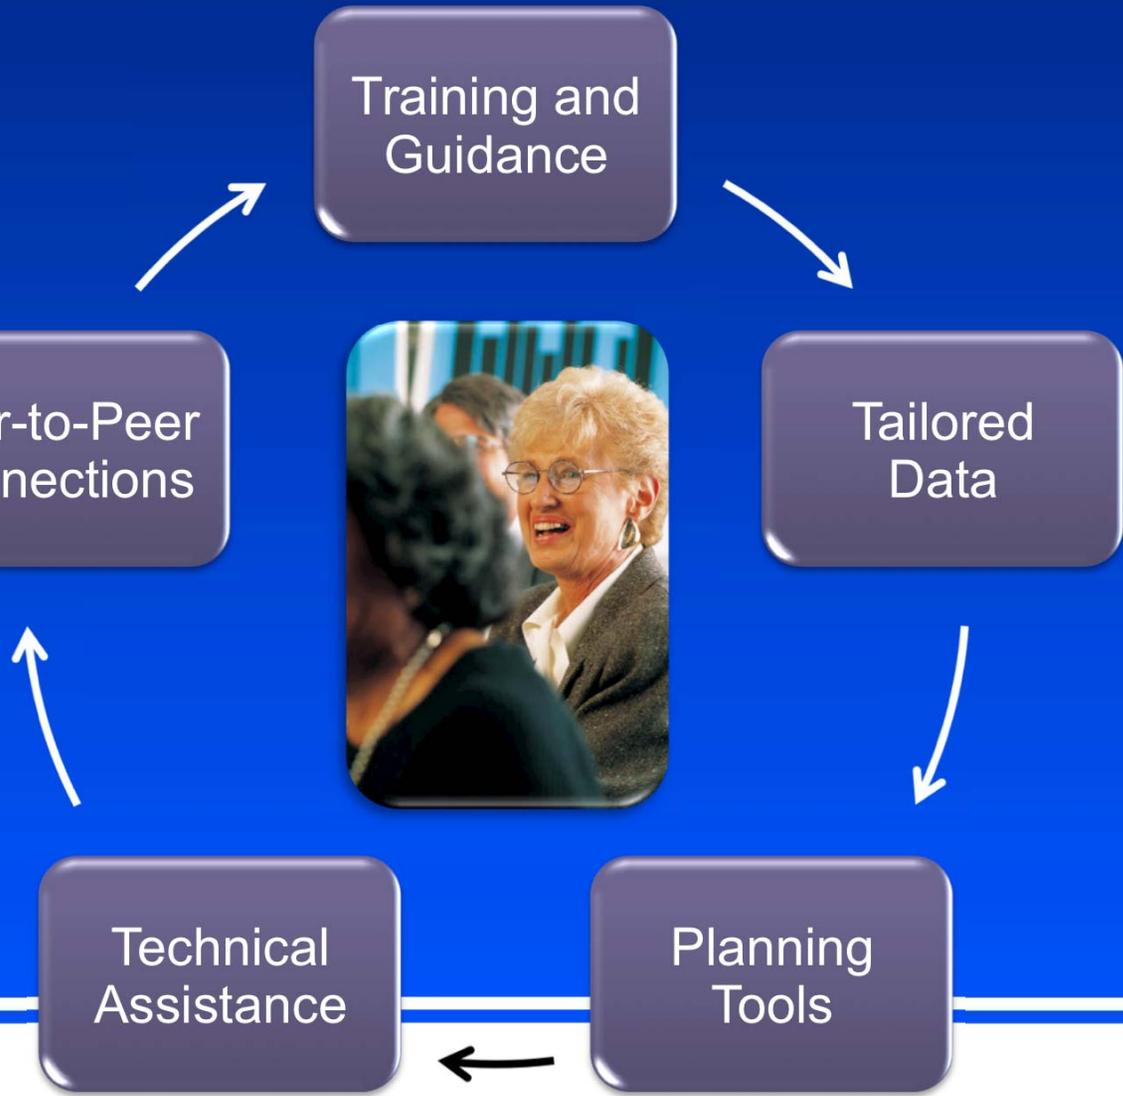 Training and
Guidance
r-to-Peer
nections
Tailored
Data
Technical
Assistance
Planning
Tools